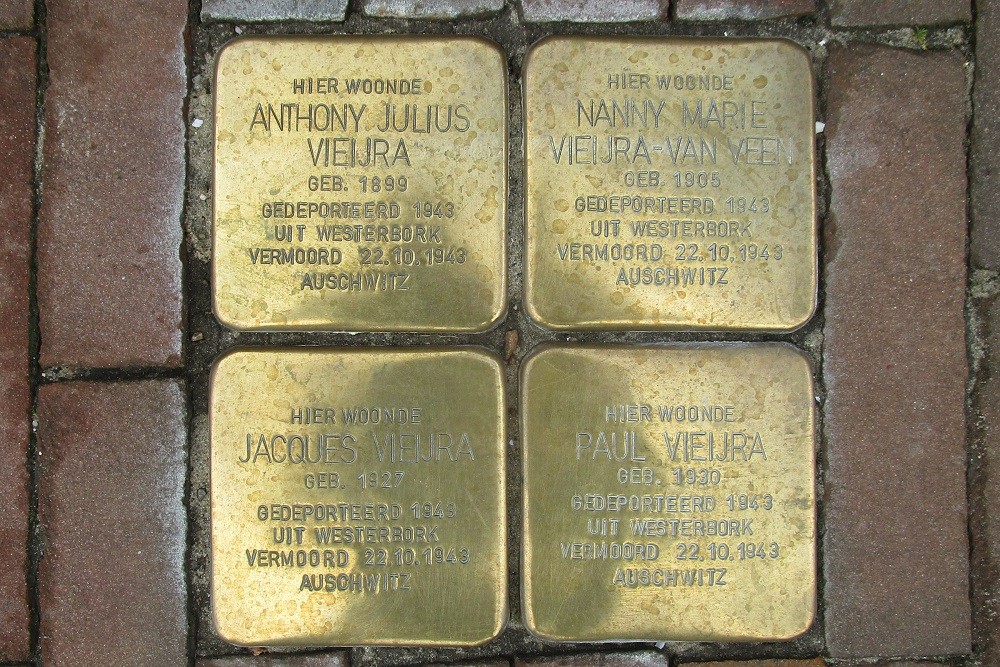 HIER WOONDE
ANTHONY JULIUS
VIEIJRA
GEB. 1899
GEDEPORTEERD 1943
UIT WESTERBORK
VERMOORD 22.10.1943
AUSCHWITZ
HIER WOONDE
NANNY MARIE
VIEIJRA-VAN VEEN
GEB. 1905
GEDEPORTEERD 1943
UIT WESTERBORK
VERMOORD 22.10.1943
AUSCHWITZ
HIER WOONDE
JACQUES VIEIJRA
GEB. 1927
GEDEPORTEERD 1943
UIT WESTERBORK
VERMOORD 22.10.1943
AUSCHWITZ
HIER WOONDE
PAUL VIEIJRA
GEB. 1930
GEDEPORTEERD 1943
UIT WESTERBORK
VERMOORD 22.10.1943
AUSCHWITZ